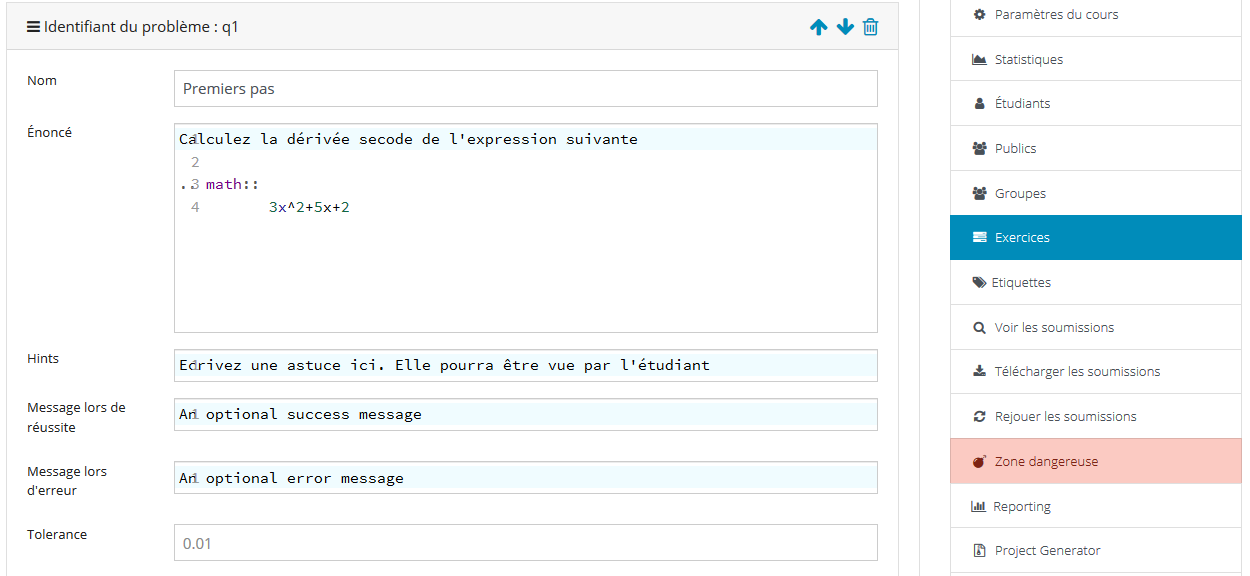 Identifiant du problème : q1
Nom
Premiers pas
Énoncé
Calculez la dérivée secode de l'expression suivante
2
.. math::
3
4
3x^2+5x+2
Hints
Ecrivez une astuce ici. Elle pourra être vue par l'étudiant
Message lors de
réussite
An optional success message
Message lors
d'erreur
An optional error message
Tolerance
0.01
Paramètres du cours
Statistiques
Étudiants
Publics
Groupes
Exercices
Etiquettes
Voir les soumissions
Télécharger les soumissions
Rejouer les soumissions
Zone dangereuse
Reporting
Project Generator